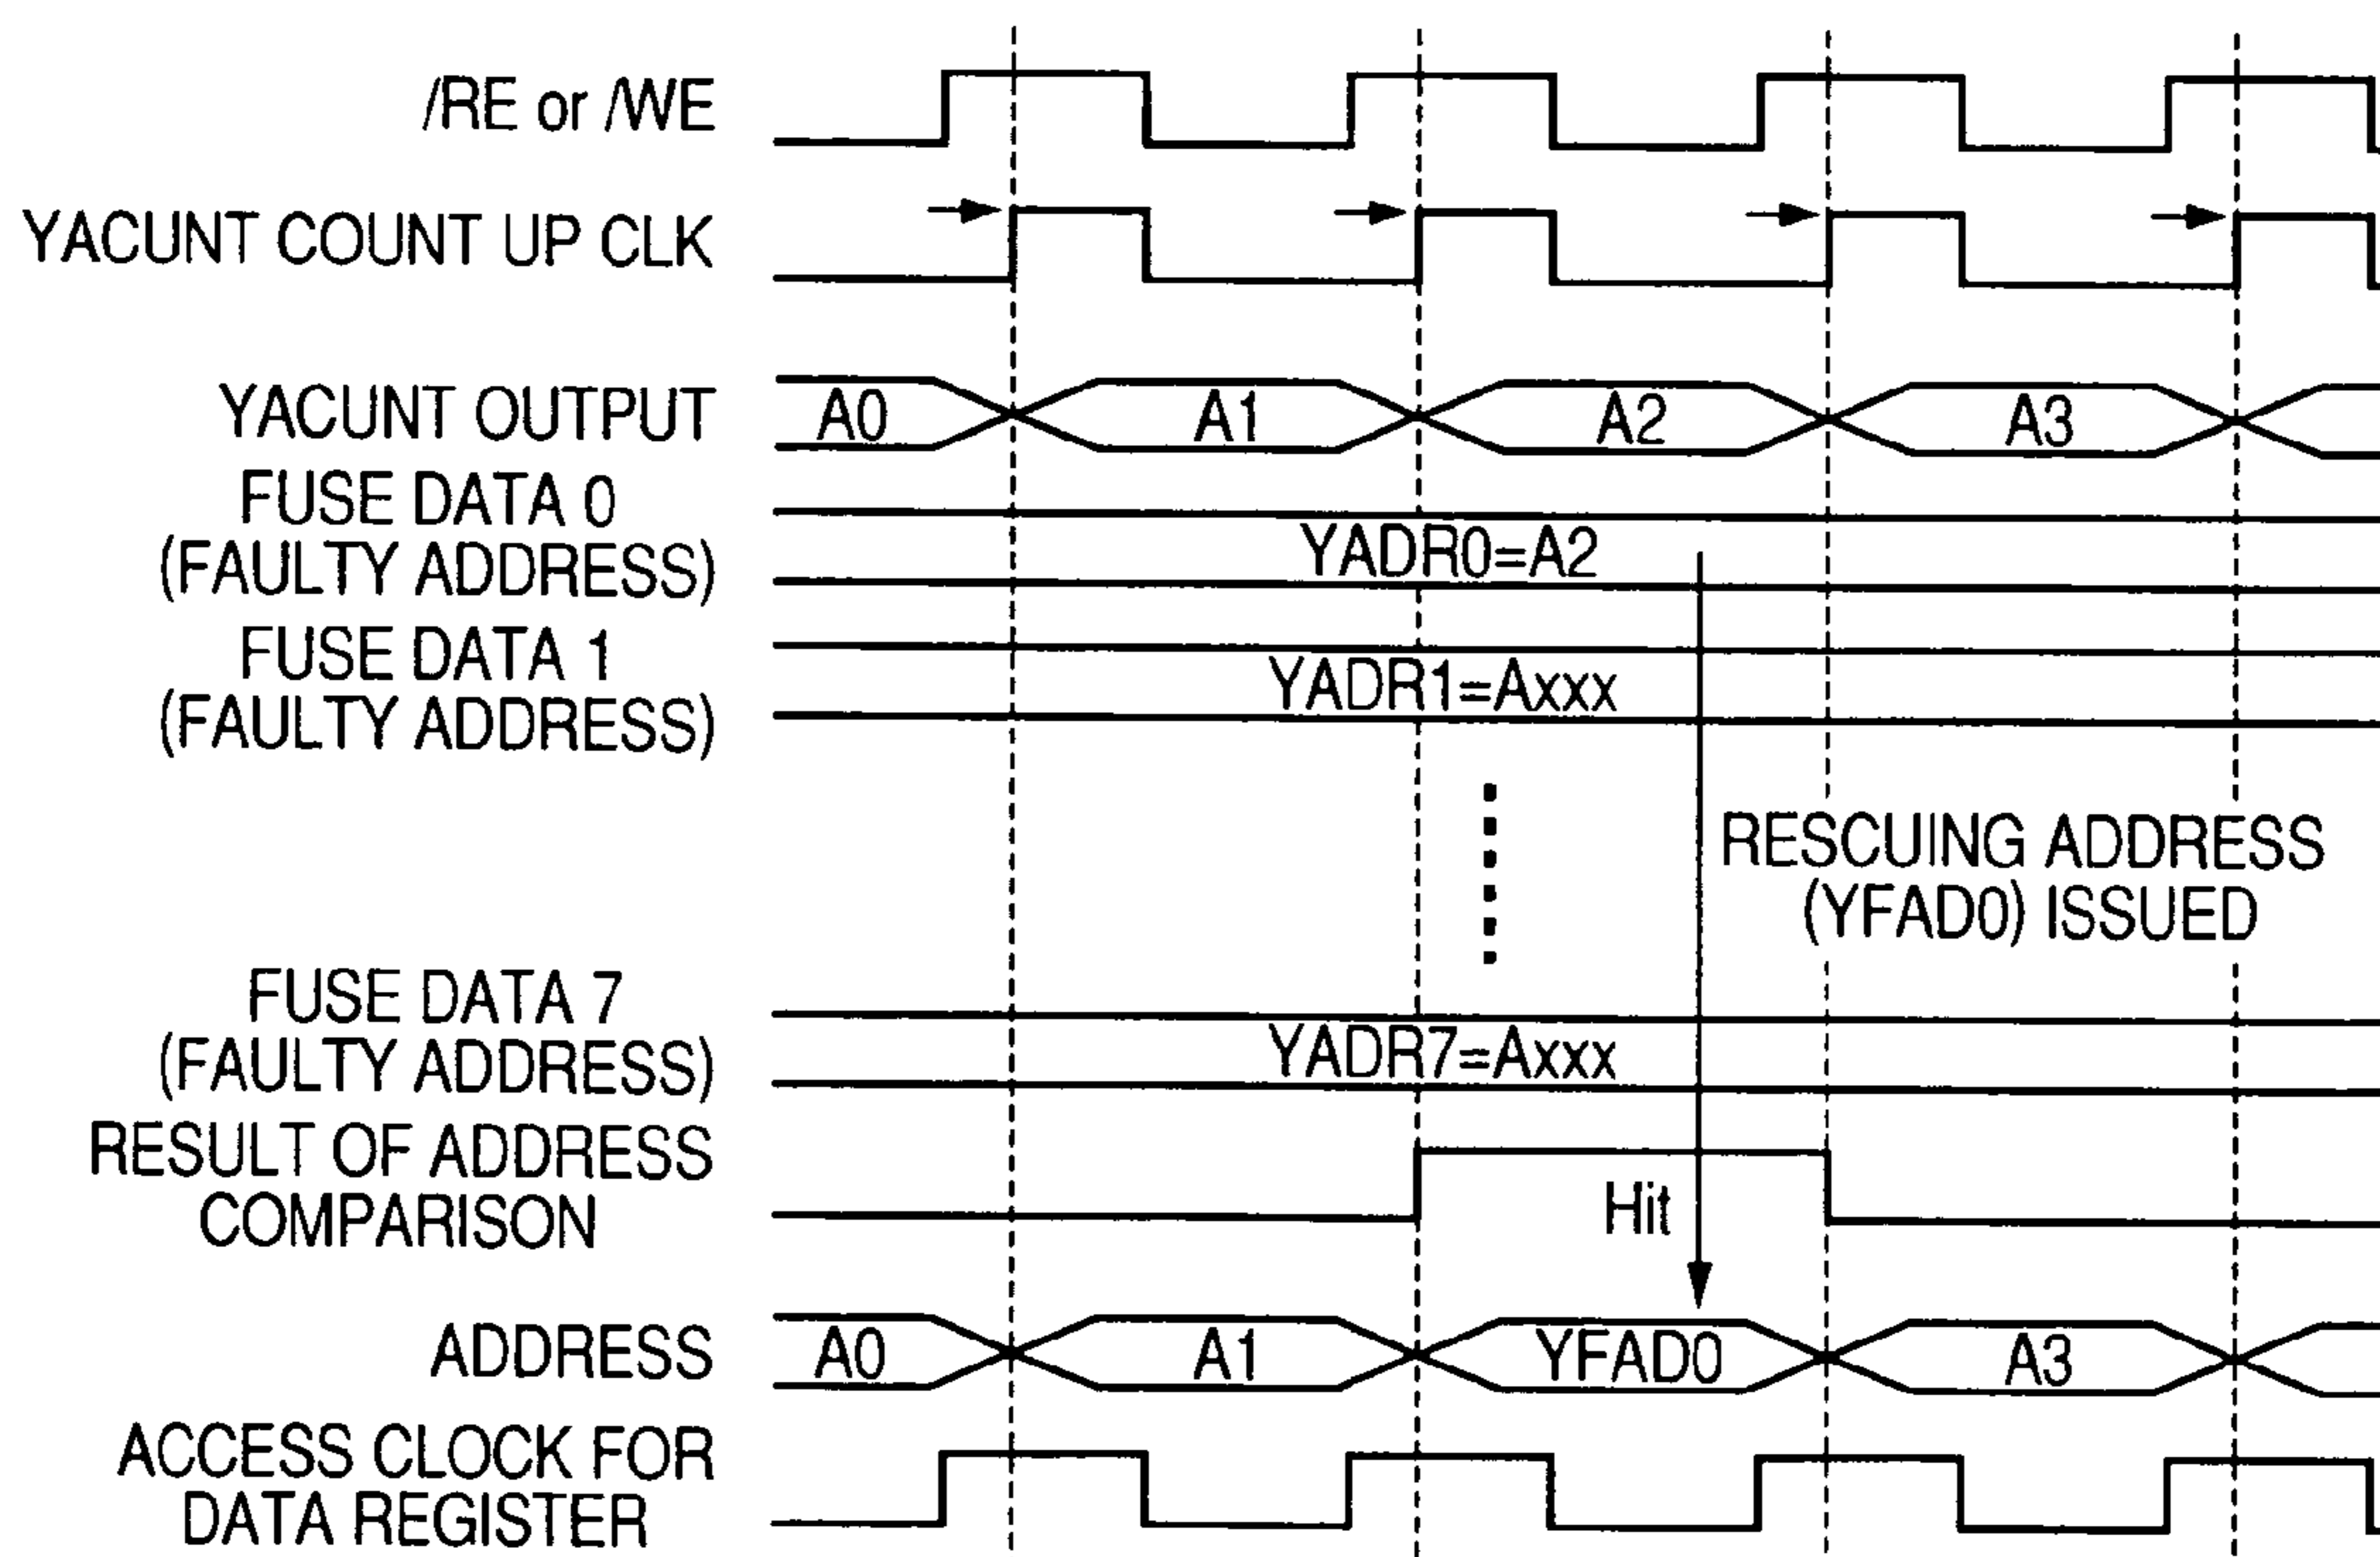 /RE or /WE
YACUNT COUNT UP CLK
YACUNT OUTPUT
A0
A1
A2
A3
FUSE DATA 0
(FAULTY ADDRESS)
YADR0=A2
FUSE DATA 1
(FAULTY ADDRESS)
YADR1=Axxx
RESCUING ADDRESS
(YFAD0) ISSUED
FUSE DATA 7
(FAULTY ADDRESS)
YADR7=Axxx
RESULT OF ADDRESS
COMPARISON
Hit
ADDRESS
A0
A1
YFAD0
A3
ACCESS CLOCK FOR
DATA REGISTER